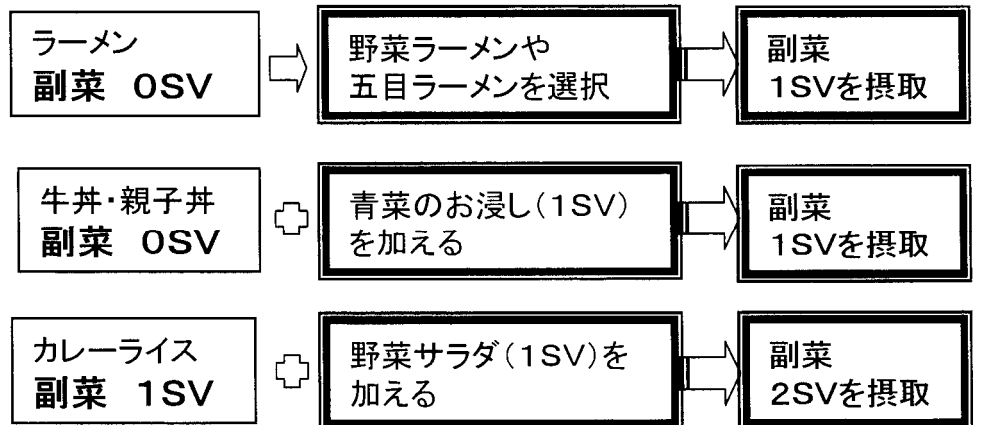 ラーメン
副菜　0SV
野菜ラーメンや
五目ラーメンを選択
副菜
1SVを摂取
牛丼・親子丼
副菜　0SV
青菜のお浸し（1SV）
を加える
副菜
1SVを摂取
カレーライス
副菜　1SV
野菜サラダ（1SV）を
加える
副菜
2SVを摂取